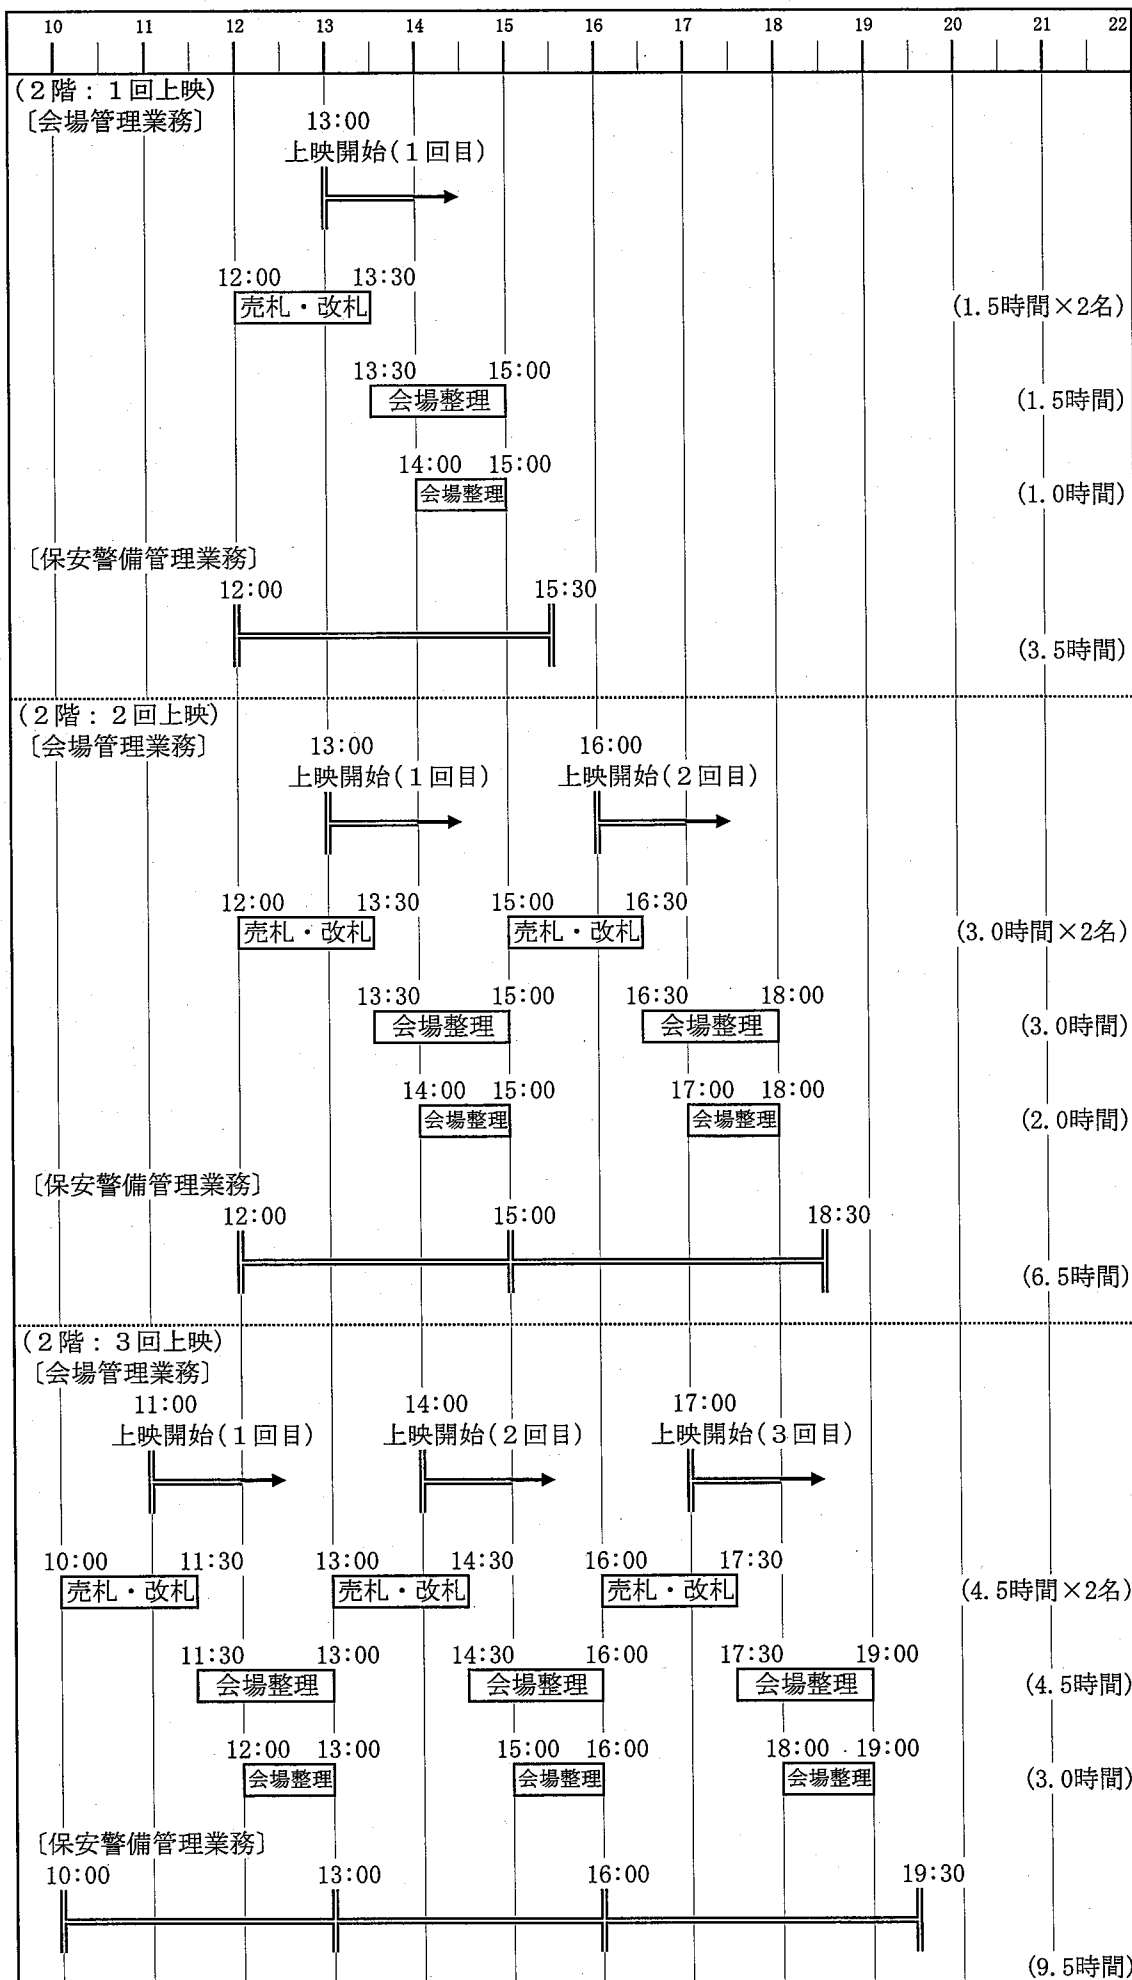 10 11 12 13 14 15 16 17 18 19 20 21 22
(2階：1回上映)
〔会場管理業務〕
13:00
上映開始(1回目)
12:00 13:30
売札・改札
(1.5時間×2名)
13:30 15:00
会場整理
(1.5時間)
14:00 15:00
会場整理
(1.0時間)
〔保安警備管理業務〕
12:00 15:30
(3.5時間)
(2階：2回上映)
〔会場管理業務〕
13:00 16:00
上映開始(1回目) 上映開始(2回目)
12:00 13:30 15:00 16:30
売札・改札 売札・改札
(3.0時間×2名)
13:30 15:00 16:30 18:00
会場整理 会場整理
(3.0時間)
14:00 15:00 17:00 18:00
会場整理 会場整理
(2.0時間)
〔保安警備管理業務〕
12:00 15:00 18:30
(6.5時間)
(2階：3回上映)
〔会場管理業務〕
11:00 14:00 17:00
上映開始(1回目) 上映開始(2回目) 上映開始(3回目)
10:00 11:30 13:00 14:30 16:00 17:30
売札・改札 売札・改札 売札・改札
(4.5時間×2名)
11:30 13:00 14:30 16:00 17:30 19:00
会場整理 会場整理 会場整理
(4.5時間)
12:00 13:00 15:00 16:00 18:00 19:00
会場整理 会場整理 会場整理
(3.0時間)
〔保安警備管理業務〕
10:00 13:00 16:00 19:30
(9.5時間)